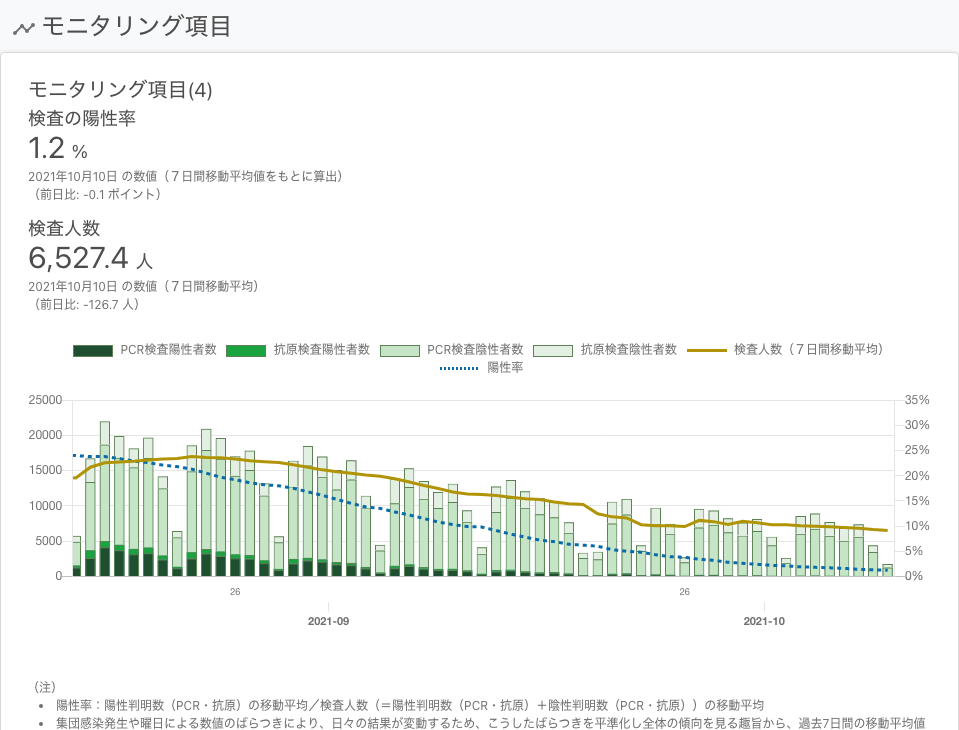 モニタリング項目
モニタリング項目(4)
検査の陽性率
1.2 %
2021年10月10日 の数値（７日間移動平均値をもとに算出）
（前日比: -0.1 ポイント）
検査人数
6,527.4 人
2021年10月10日 の数値（７日間移動平均）
（前日比: -126.7 人）
PCR検査陽性者数 抗原検査陽性者数 PCR検査陰性者数 抗原検査陰性者数 検査人数（７日間移動平均）
陽性率
25000 35%
30%
20000
25%
15000 20%
15%
10000
10%
5000
5%
0 0%
26 26
2021-09 2021-10
（注）
• 陽性率：陽性判明数（PCR・抗原）の移動平均／検査人数（＝陽性判明数（PCR・抗原）＋陰性判明数（PCR・抗原））の移動平均
• 集団感染発生や曜日による数値のばらつきにより、日々の結果が変動するため、こうしたばらつきを平準化し全体の傾向を見る趣旨から、過去7日間の移動平均値